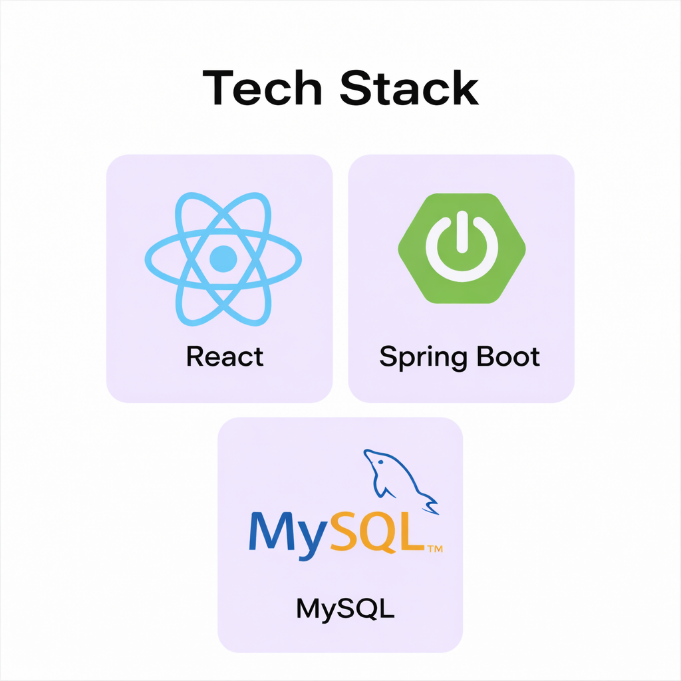 Tech Stack
React
Spring Boot
MySQL™
MySQL